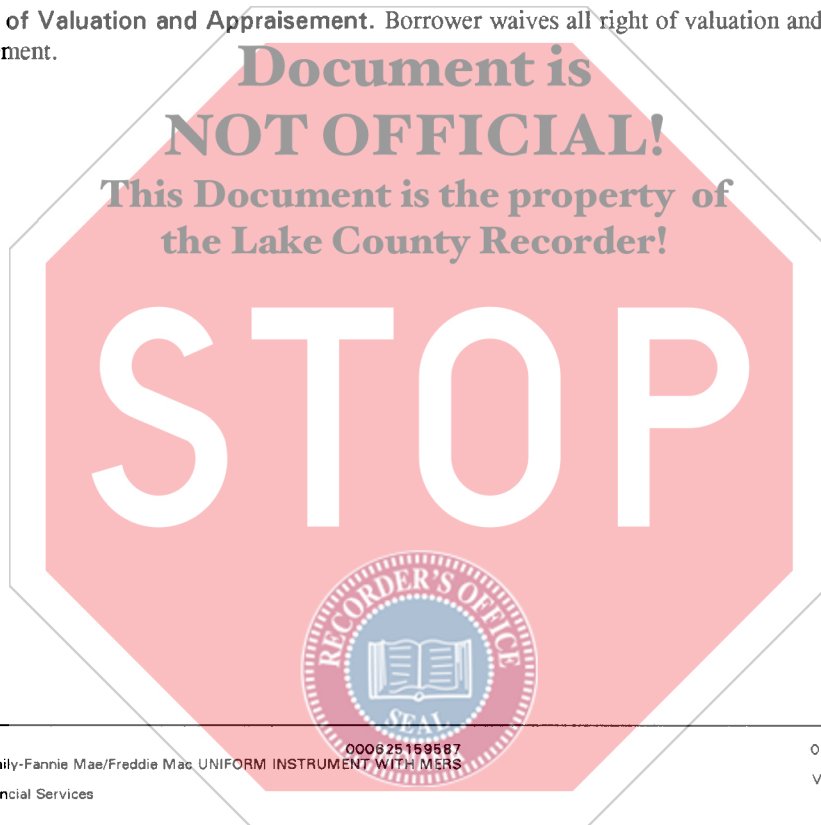 of Valuation and Appraisement. Borrower waives all right of valuation and
ment.
Document is
NOT OFFICIAL!
This Document is the property of
the Lake County Recorder!
STOP
RECORDER'S OFFICE
SEAL
000625159587
ily-Fannie Mae/Freddie Mac UNIFORM INSTRUMENT WITH MERS
ncial Services